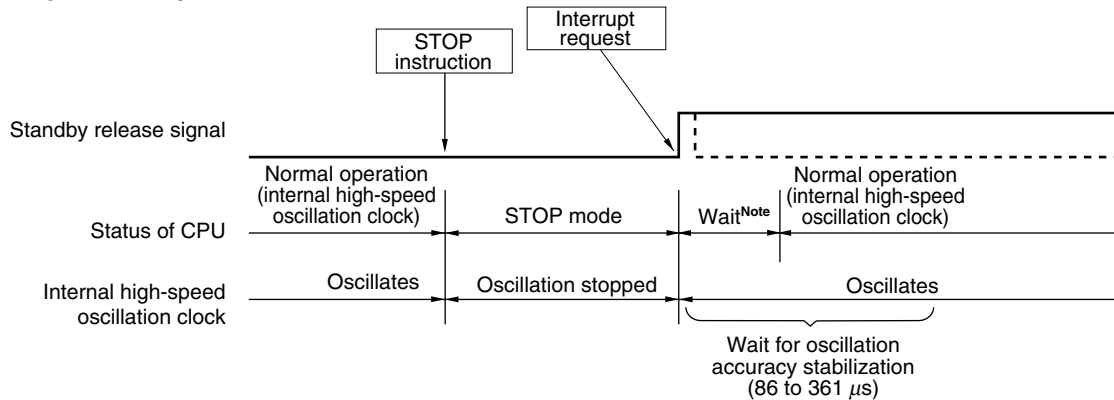 Interrupt
request
STOP
instruction
Standby release signal
Normal operation
(internal high-speed
oscillation clock)
Normal operation
(internal high-speed
oscillation clock)
Status of CPU
STOP mode
Wait^Note
Internal high-speed
oscillation clock
Oscillates
Oscillation stopped
Oscillates
Wait for oscillation
accuracy stabilization
(86 to 361 μs)